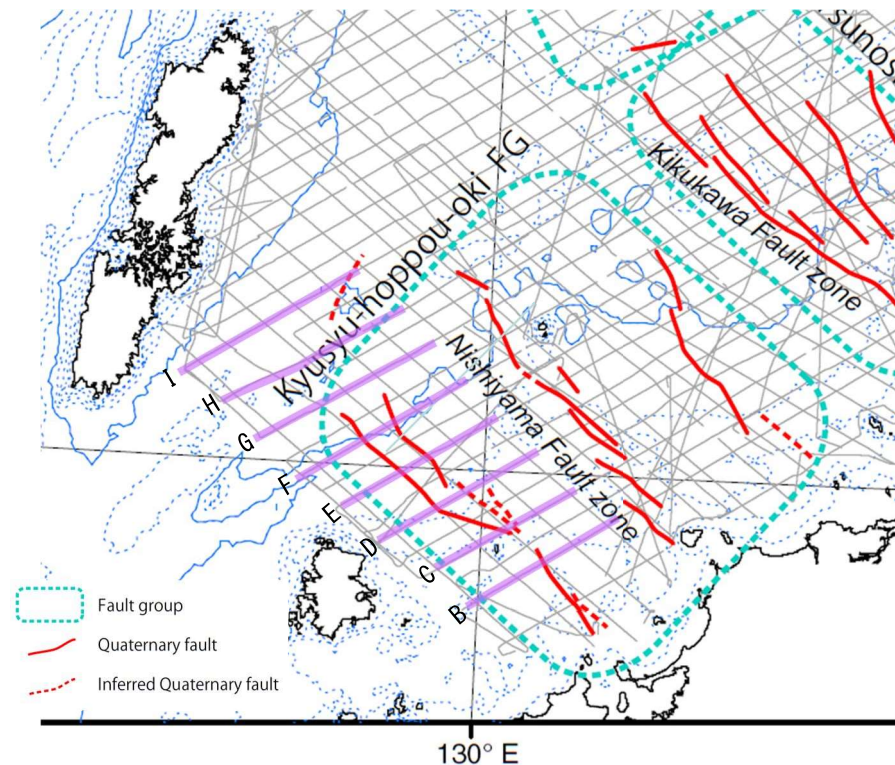 sunos
Kyusyu-hoppou-oki FG
Kikukawa Fault zone
Nishiyama Fault zone
I
H
G
F
E
D
G
B
Fault group
Quaternary fault
Inferred Quaternary fault
130° E